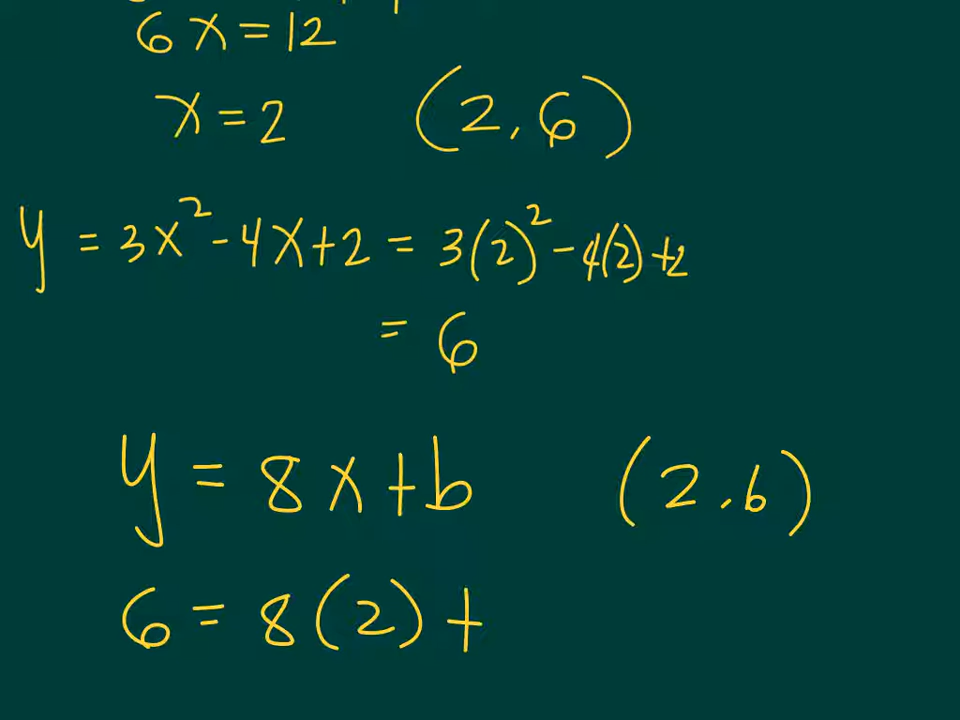 6x = 12
x = 2 (2, 6)
y = 3x² - 4x + 2 = 3(2)² - 4(2) + 2
= 6
y = 8x + b (2, 6)
6 = 8(2) +